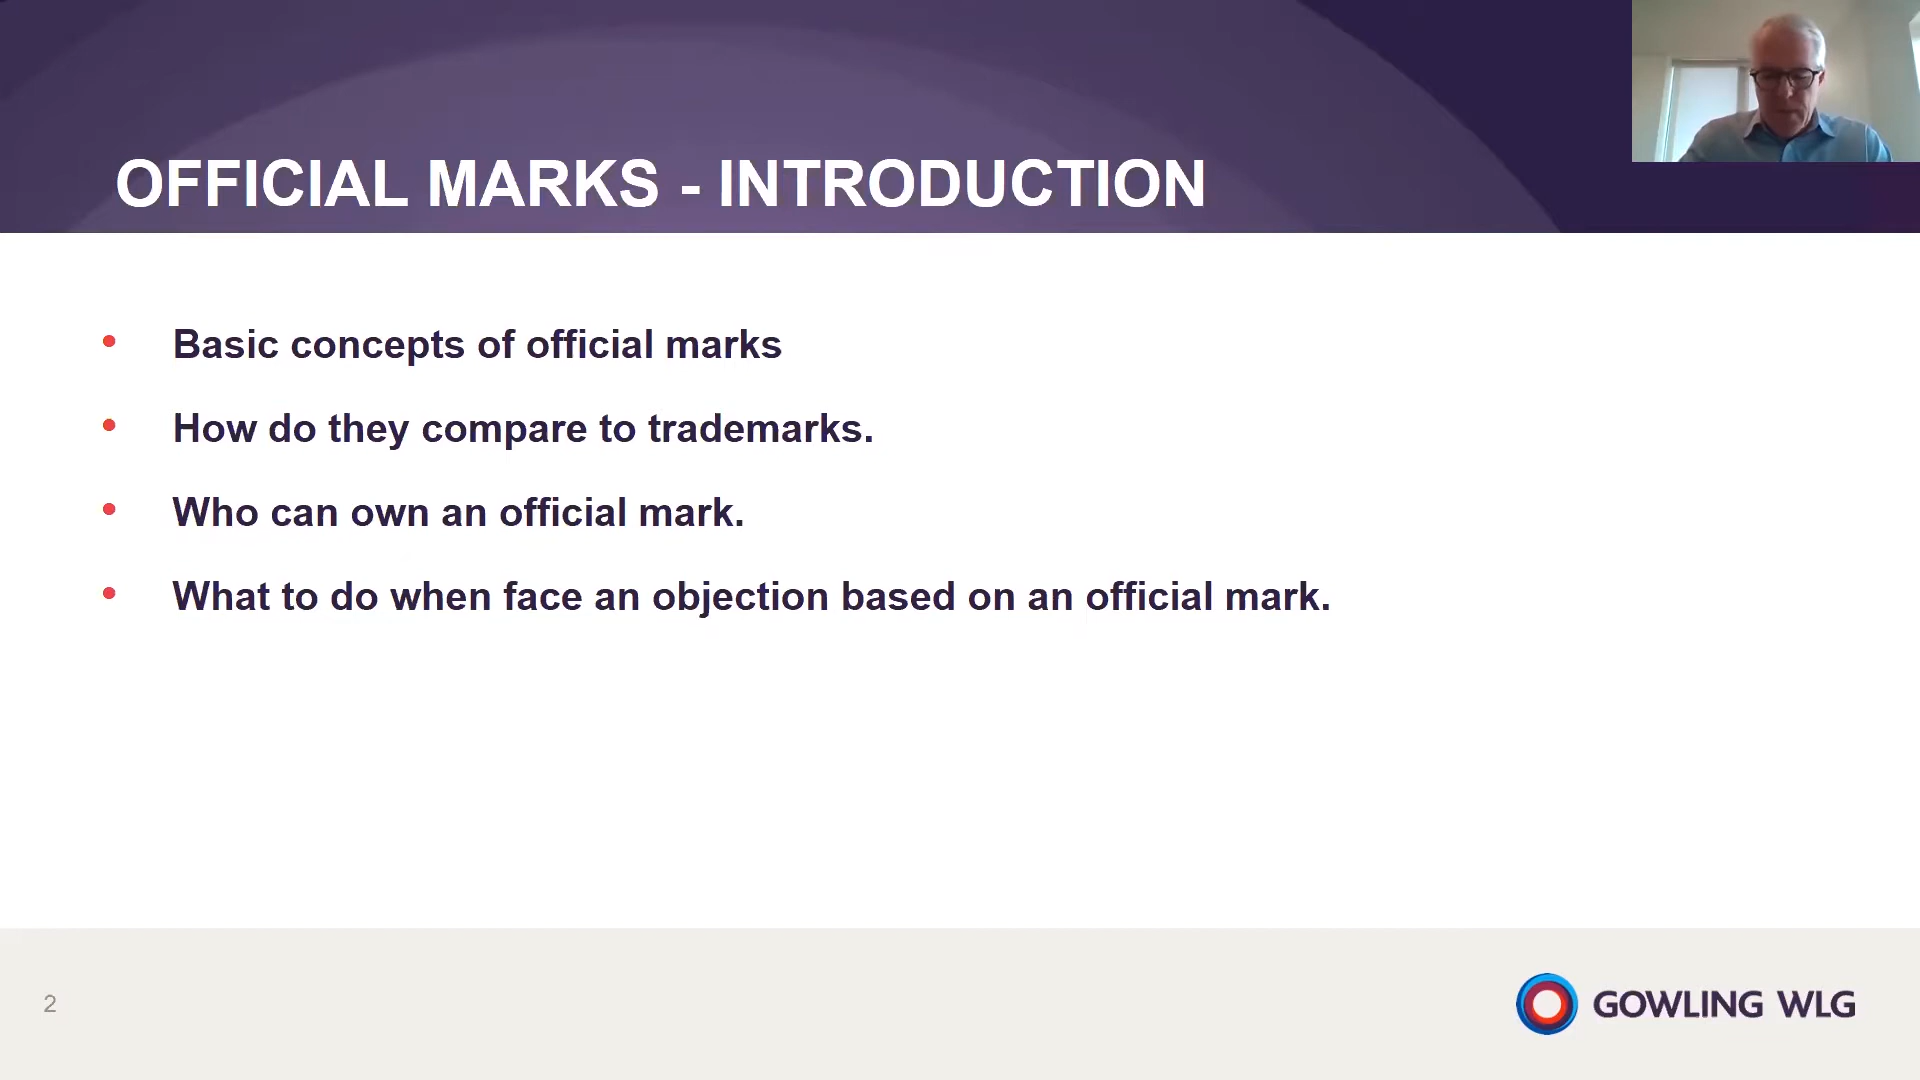 OFFICIAL MARKS - INTRODUCTION
• Basic concepts of official marks
• How do they compare to trademarks.
• Who can own an official mark.
• What to do when face an objection based on an official mark.
2
GOWLING WLG